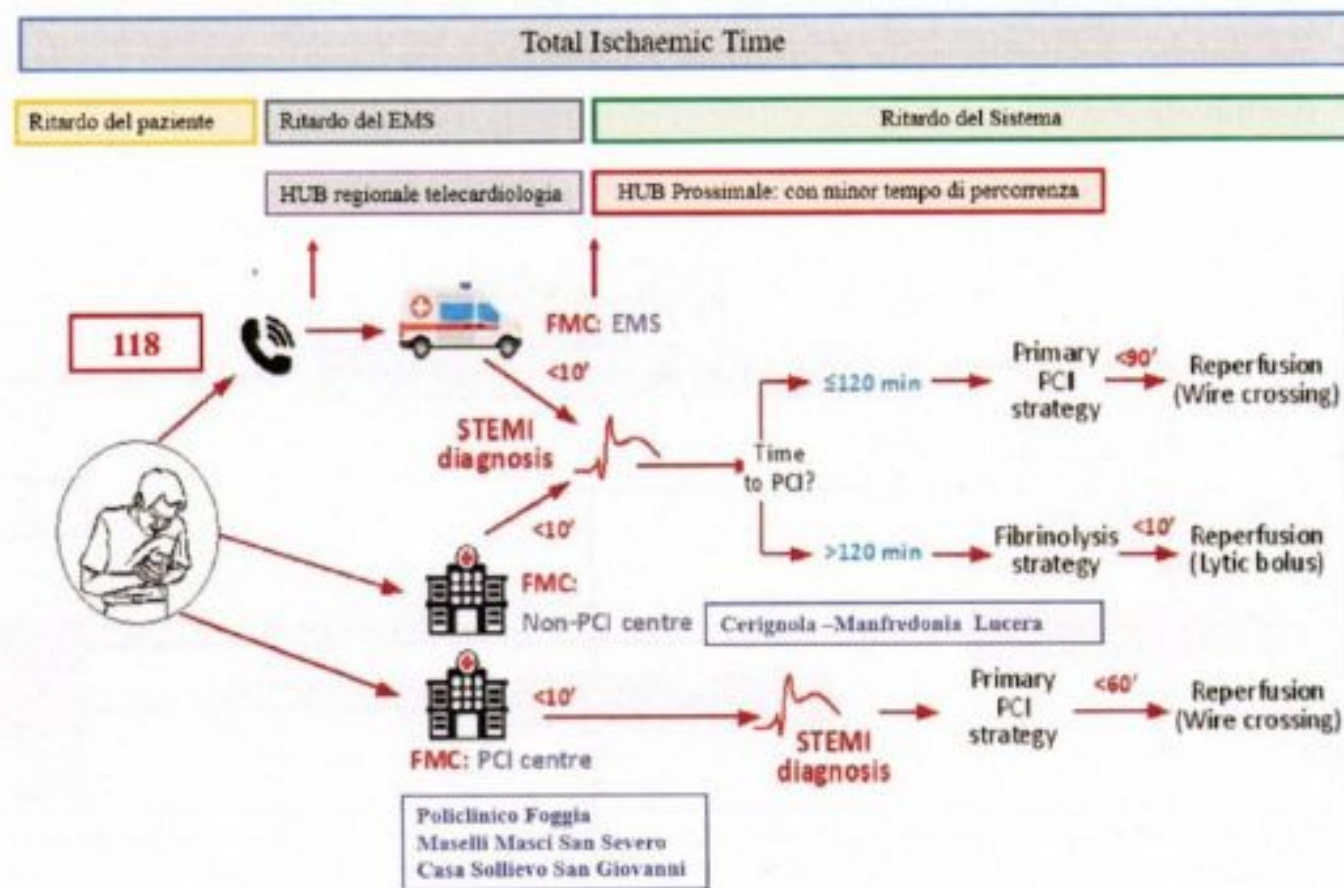 Total Ischaemic Time
Ritardo del paziente
Ritardo del EMS
Ritardo del Sistema
HUB regionale telecardiologia
HUB Prossimale: con minor tempo di percorrenza
118
FMC: EMS
<10'
STEMI
diagnosis
<10'
Time
to PCI?
≤120 min
Primary
PCI
strategy
<90'
Reperfusion
(Wire crossing)
>120 min
Fibrinolysis
strategy
<10'
Reperfusion
(Lytic bolus)
FMC:
Non-PCI centre
Cerignola –Manfredonia Lucera
<10'
FMC: PCI centre
STEMI
diagnosis
Primary
PCI
strategy
<60'
Reperfusion
(Wire crossing)
Policlinico Foggia
Maselli Masci San Severo
Casa Sollievo San Giovanni